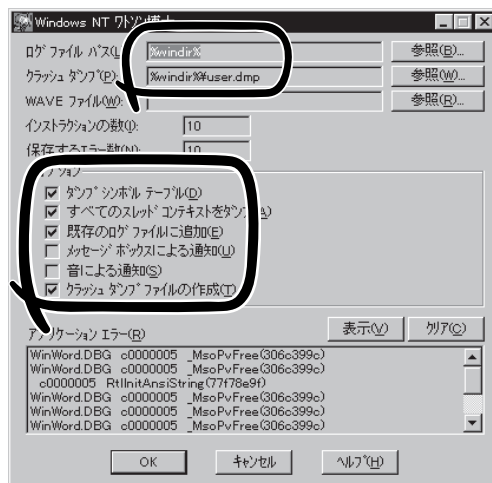 Windows NT ワトソン博士
ログ ファイル パス(L) %windir% 参照(B)...
クラッシュ ダンプ(P): %windir%¥user.dmp 参照(W)...
WAVE ファイル(W): 参照(R)...
インストラクションの数(I): 10
保存するエラー数(N): 10
オプション
ダンプ シンボル テーブル(D)
すべてのスレッド コンテキストをダンプ(A)
既存のログ ファイルに追加(E)
メッセージ ボックスによる通知(U)
音による通知(S)
クラッシュ ダンプ ファイルの作成(T)
アプリケーション エラー(R) 表示(V) クリア(C)
WinWord.DBG c0000005 _MsoPvFree(306c399c)
WinWord.DBG c0000005 _MsoPvFree(306c399c)
c0000005 RtlInitAnsiString(77f78e9f)
WinWord.DBG c0000005 _MsoPvFree(306c399c)
WinWord.DBG c0000005 _MsoPvFree(306c399c)
WinWord.DBG c0000005 _MsoPvFree(306c399c)
OK キャンセル ヘルプ(H)